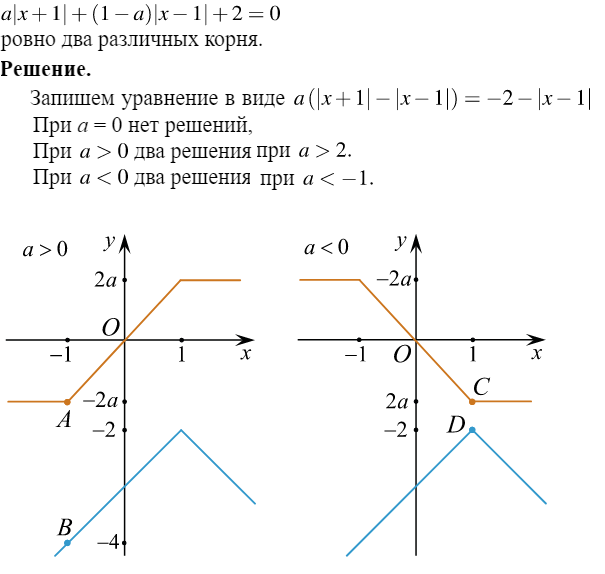 a|x + 1| + (1 − a)|x − 1| + 2 = 0
ровно два различных корня.
Решение.
Запишем уравнение в виде a(|x + 1| − |x − 1|) = −2 − |x − 1|
При a = 0 нет решений,
При a > 0 два решения при a > 2.
При a < 0 два решения при a < −1.
a > 0 y
2a
O
−1 1 x
A −2a
−2
B
−4
a < 0 y
−2a
−1 O 1 x
2a C
−2 D